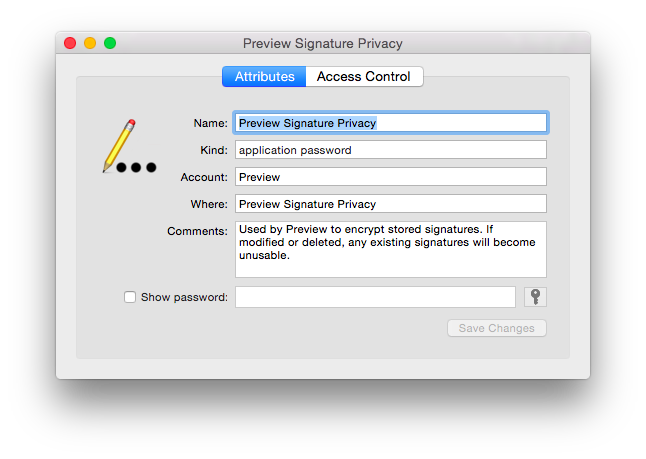 Preview Signature Privacy
Attributes
Access Control
Name: Preview Signature Privacy
Kind: application password
Account: Preview
Where: Preview Signature Privacy
Comments: Used by Preview to encrypt stored signatures. If
modified or deleted, any existing signatures will become
unusable.
Show password:
Save Changes